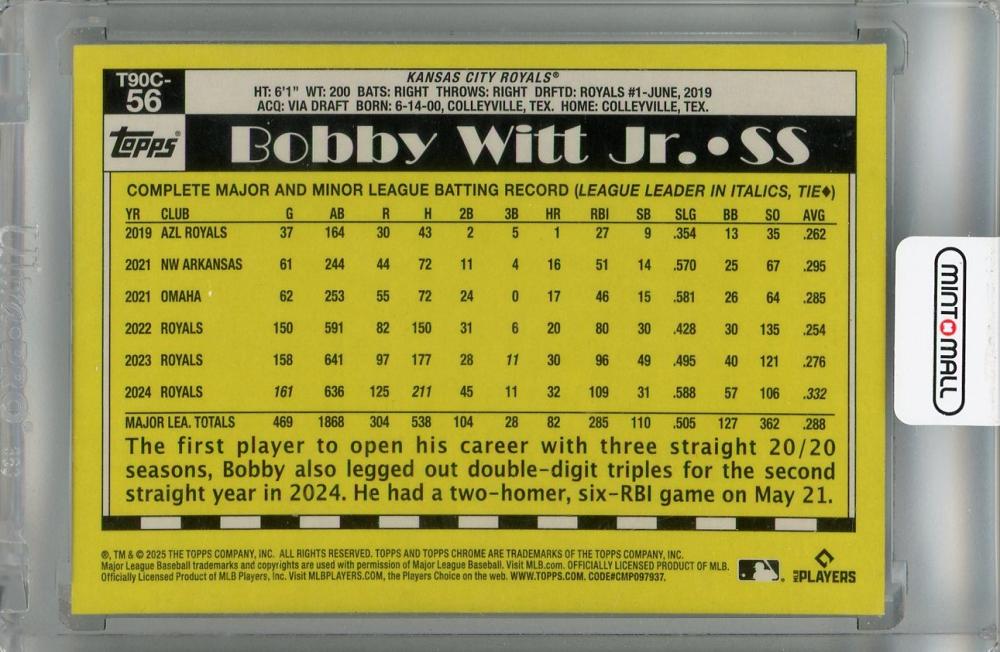 T90C-
56
KANSAS CITY ROYALS®
HT: 6'1" WT: 200 BATS: RIGHT THROWS: RIGHT DRFTD: ROYALS #1-JUNE, 2019
ACQ: VIA DRAFT BORN: 6-14-00, COLLEYVILLE, TEX. HOME: COLLEYVILLE, TEX.
Topps®
Bobby Witt Jr. • SS
COMPLETE MAJOR AND MINOR LEAGUE BATTING RECORD (LEAGUE LEADER IN ITALICS, TIE♦)
YR CLUB G AB R H 2B 3B HR RBI SB SLG BB SO AVG
2019 AZL ROYALS 37 164 30 43 2 5 1 27 9 .354 13 35 .262
2021 NW ARKANSAS 61 244 44 72 11 4 16 51 14 .570 25 67 .295
2021 OMAHA 62 253 55 72 24 0 17 46 15 .581 26 64 .285
2022 ROYALS 150 591 82 150 31 6 20 80 30 .428 30 135 .254
2023 ROYALS 158 641 97 177 28 11 30 96 49 .495 40 121 .276
2024 ROYALS 161 636 125 211 45 11 32 109 31 .588 57 106 .332
MAJOR LEA. TOTALS 469 1868 304 538 104 28 82 285 110 .505 127 362 .288
The first player to open his career with three straight 20/20
seasons, Bobby also legged out double-digit triples for the second
straight year in 2024. He had a two-homer, six-RBI game on May 21.
®, TM & © 2025 THE TOPPS COMPANY, INC. ALL RIGHTS RESERVED. TOPPS AND TOPPS CHROME ARE TRADEMARKS OF THE TOPPS COMPANY, INC.
Major League Baseball trademarks and copyrights are used with permission of Major League Baseball. Visit MLB.com. OFFICIALLY LICENSED PRODUCT OF MLB.
Officially Licensed Product of MLB Players, Inc. Visit MLBPLAYERS.COM, the Players Choice on the web. WWW.TOPPS.COM. CODE#CMP097937.
MLB PLAYERS
MINTOMALL